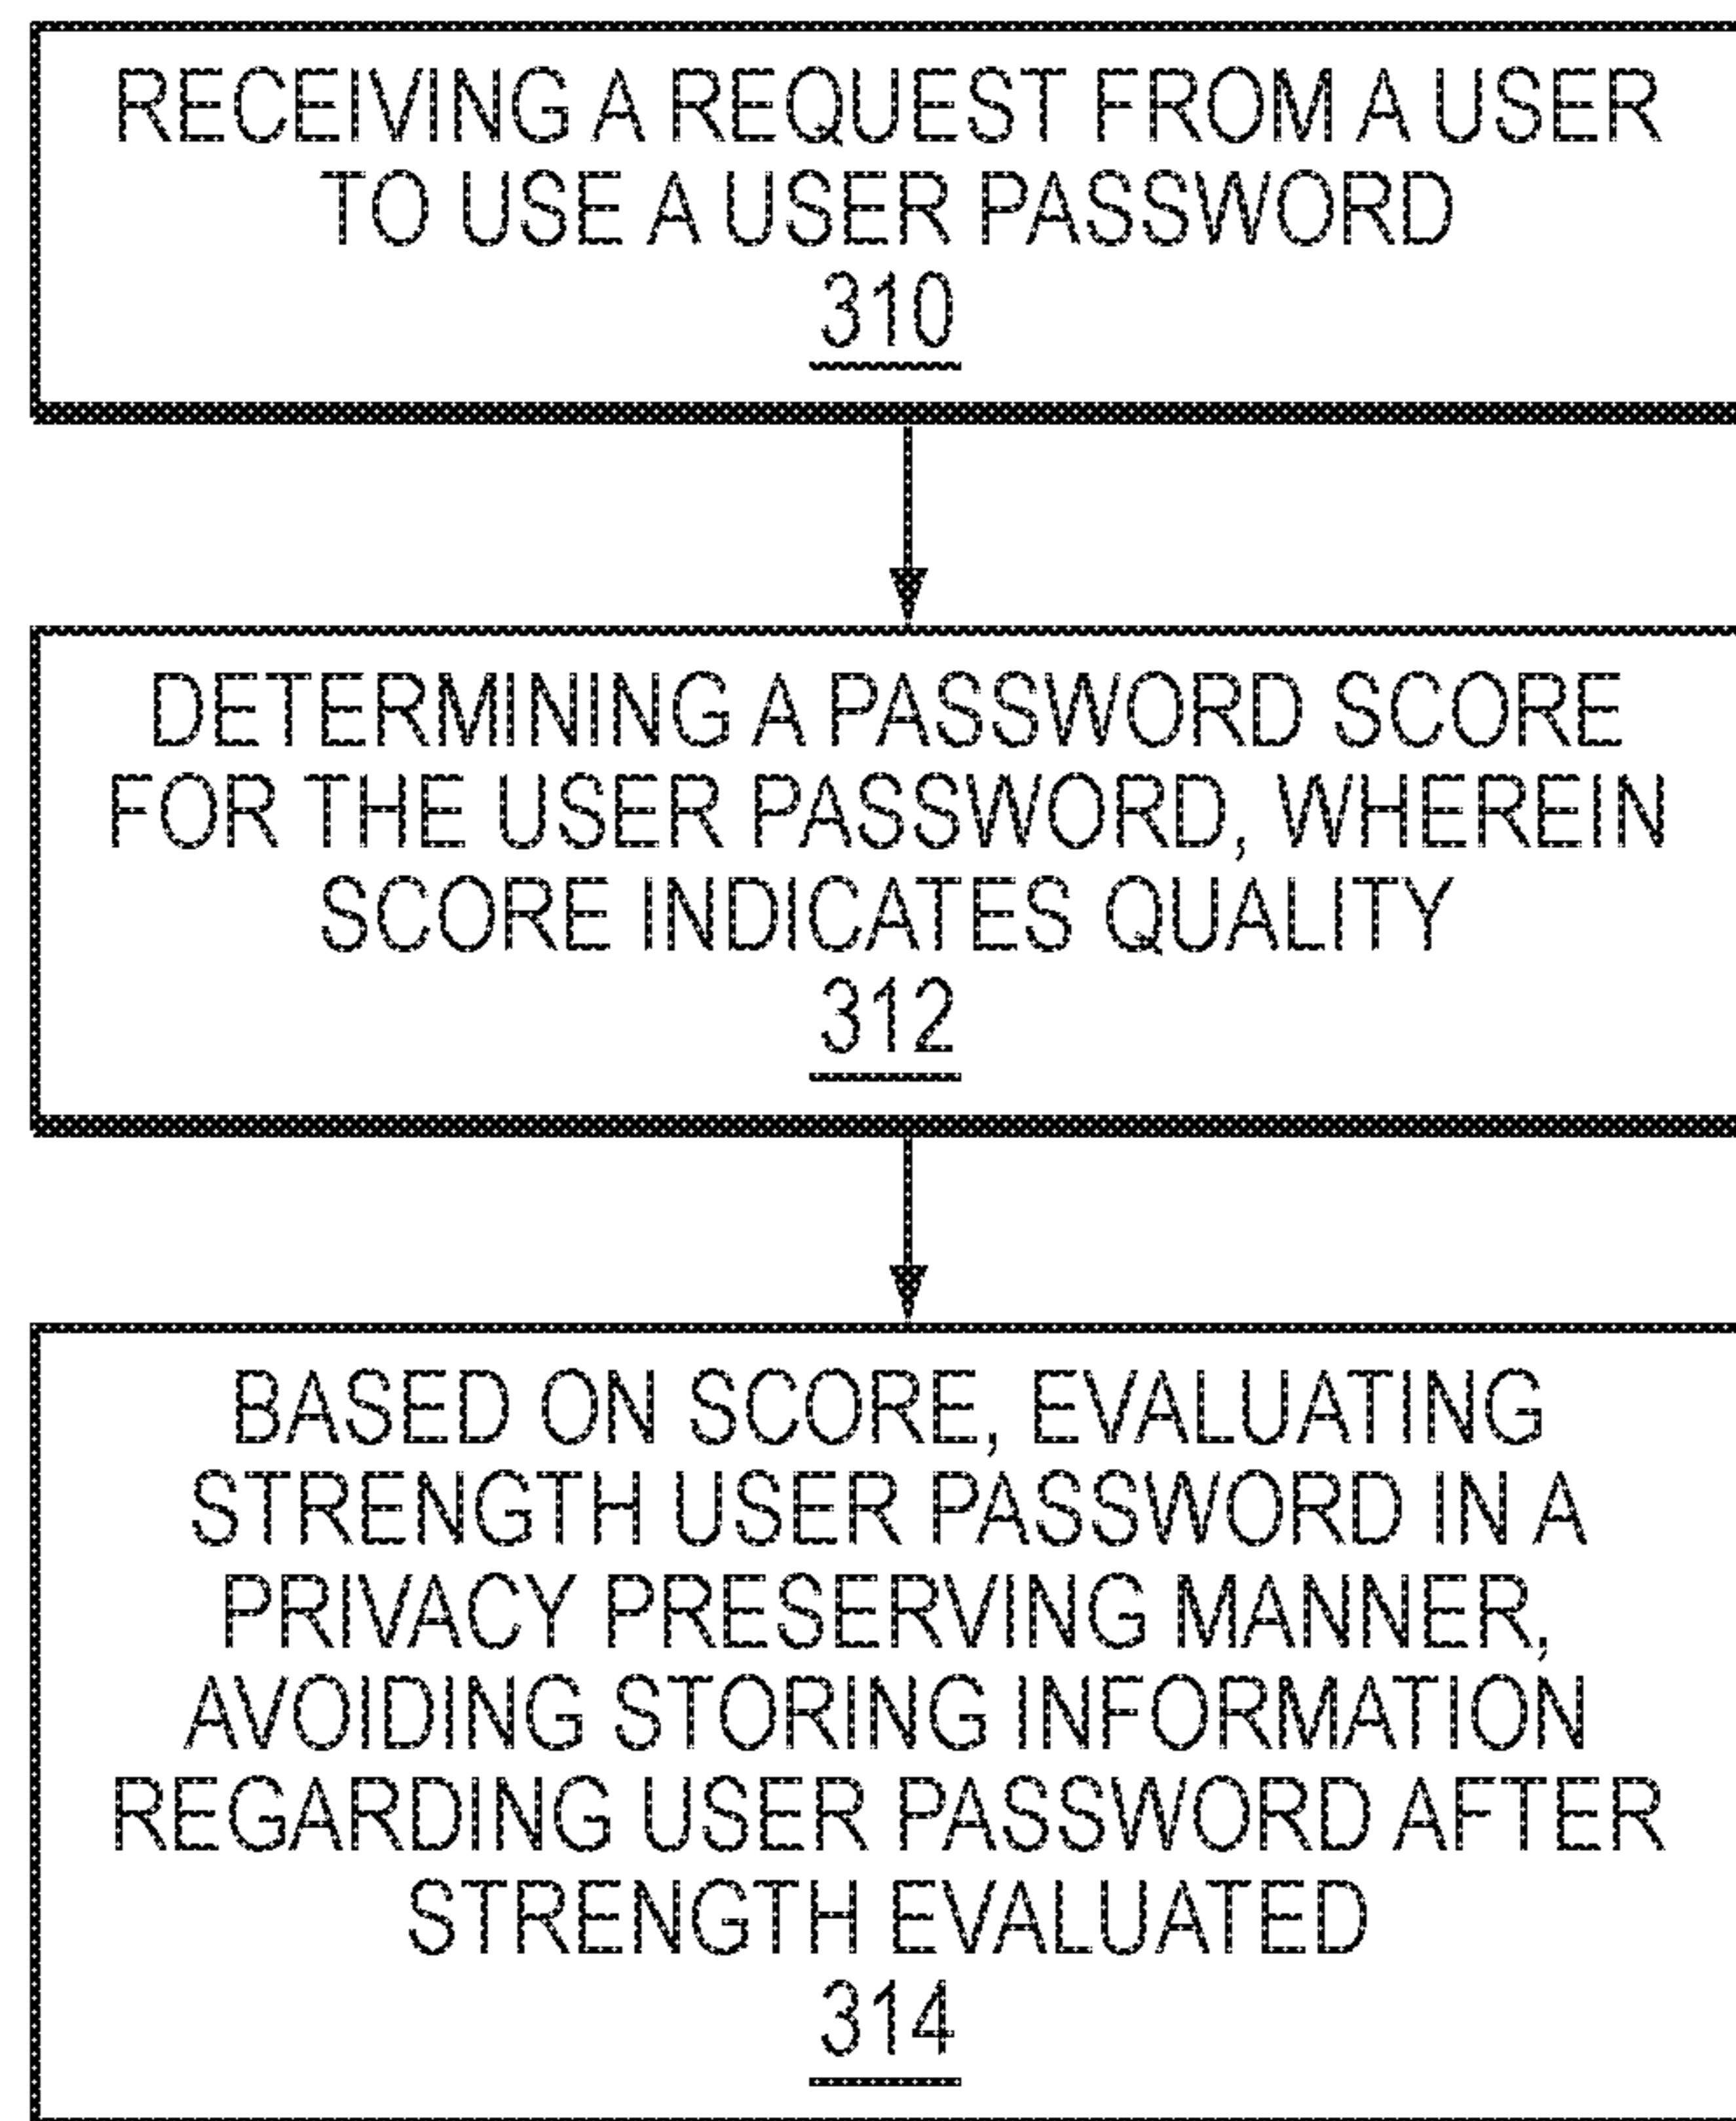 RECEIVING A REQUEST FROM A USER
TO USE A USER PASSWORD
310
DETERMINING A PASSWORD SCORE
FOR THE USER PASSWORD, WHEREIN
SCORE INDICATES QUALITY
312
BASED ON SCORE, EVALUATING
STRENGTH USER PASSWORD IN A
PRIVACY PRESERVING MANNER,
AVOIDING STORING INFORMATION
REGARDING USER PASSWORD AFTER
STRENGTH EVALUATED
314